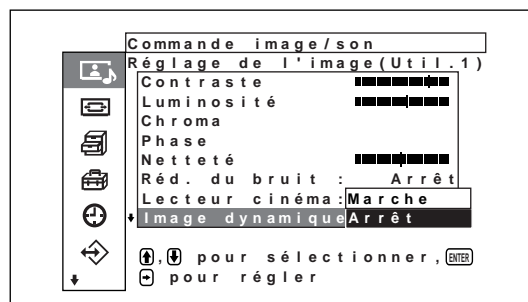 Commande image/son
Réglage de l'image(Util.1)
Contraste
Luminosité
Chroma
Phase
Netteté
Réd. du bruit : Arrêt
Lecteur cinéma:Marche
Image dynamique Arrêt
, pour sélectionner, ENTER
pour régler